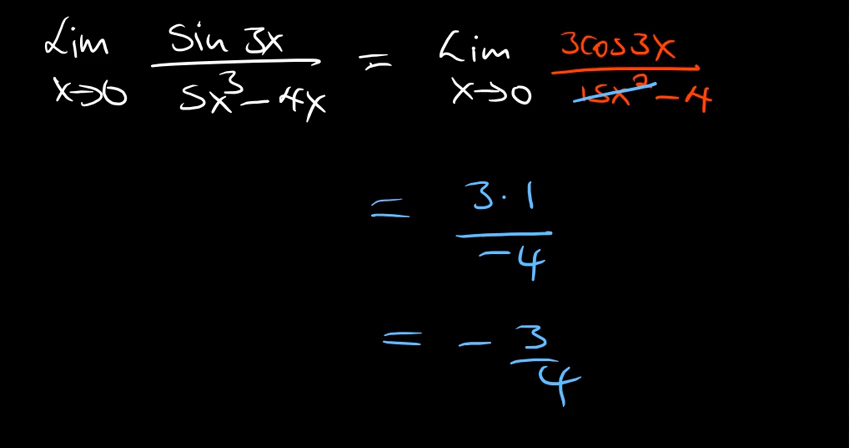 Lim x→0 sin 3x / 5x³ − 4x = Lim x→0 3cos3x / 15x² − 4
= 3·1 / −4
= − 3/4